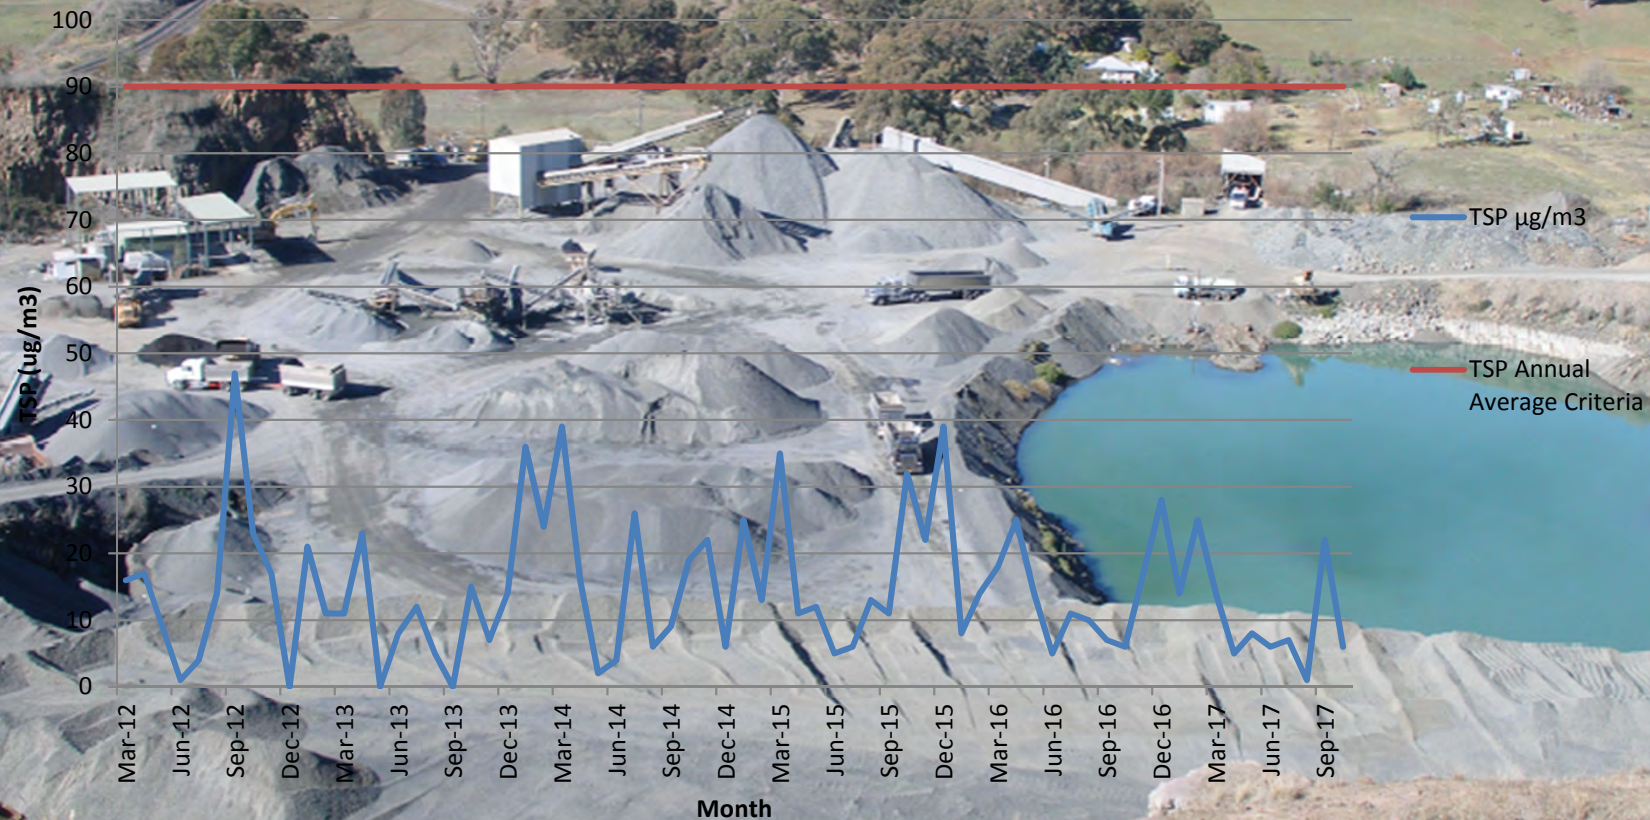 100
90
80
70
60
50
40
30
20
10
0
TSP (ug/m3)
Mar-12
Jun-12
Sep-12
Dec-12
Mar-13
Jun-13
Sep-13
Dec-13
Mar-14
Jun-14
Sep-14
Dec-14
Mar-15
Jun-15
Sep-15
Dec-15
Mar-16
Jun-16
Sep-16
Dec-16
Mar-17
Jun-17
Sep-17
Month
TSP µg/m3
TSP Annual
Average Criteria